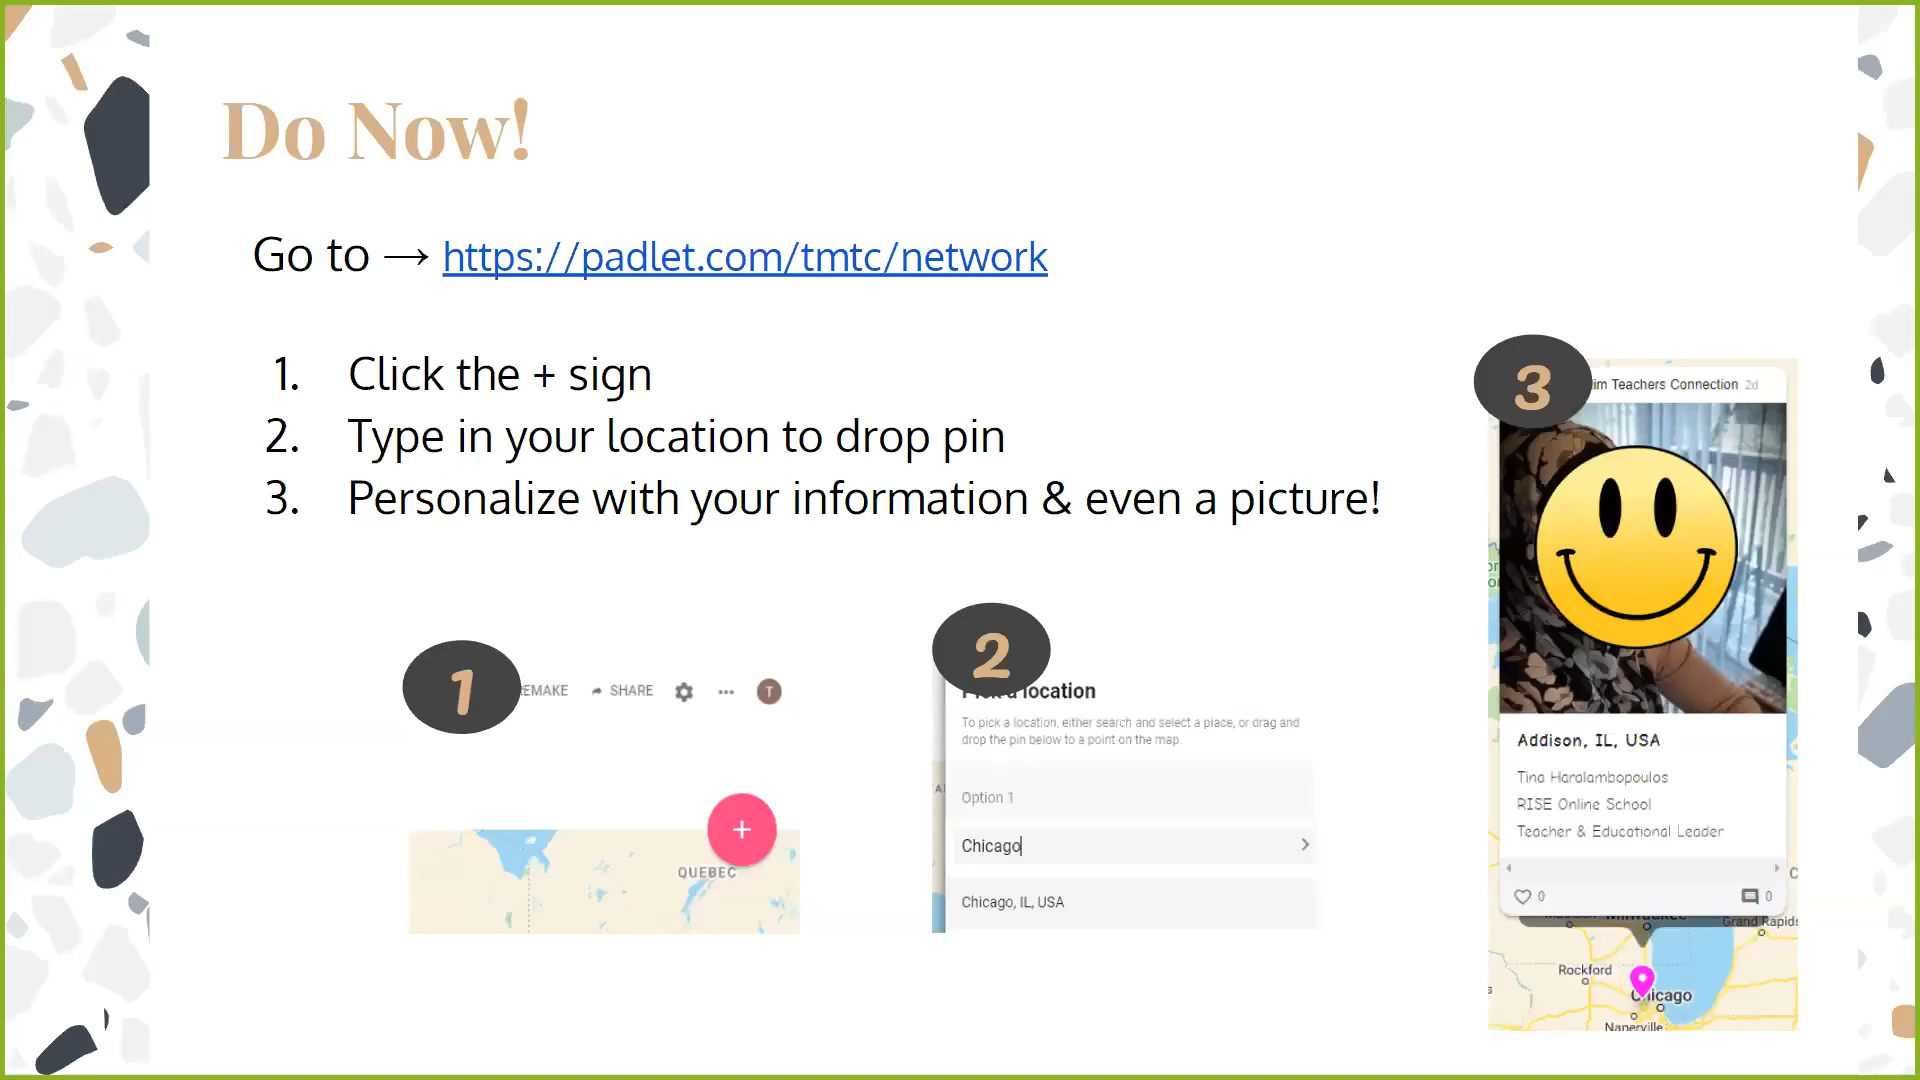 Do Now!
Go to → https://padlet.com/tmtc/network
1. Click the + sign
2. Type in your location to drop pin
3. Personalize with your information & even a picture!
1
EMAKE SHARE T
+
QUEBEC
2
location
To pick a location, either search and select a place, or drag and
drop the pin below to a point on the map.
Option 1
Chicago
Chicago, IL, USA
3
im Teachers Connection 2d
Addison, IL, USA
Tina Haralambopoulos
RISE Online School
Teacher & Educational Leader
0 0
Milwaukee
Grand Rapids
Rockford
Chicago
Naperville